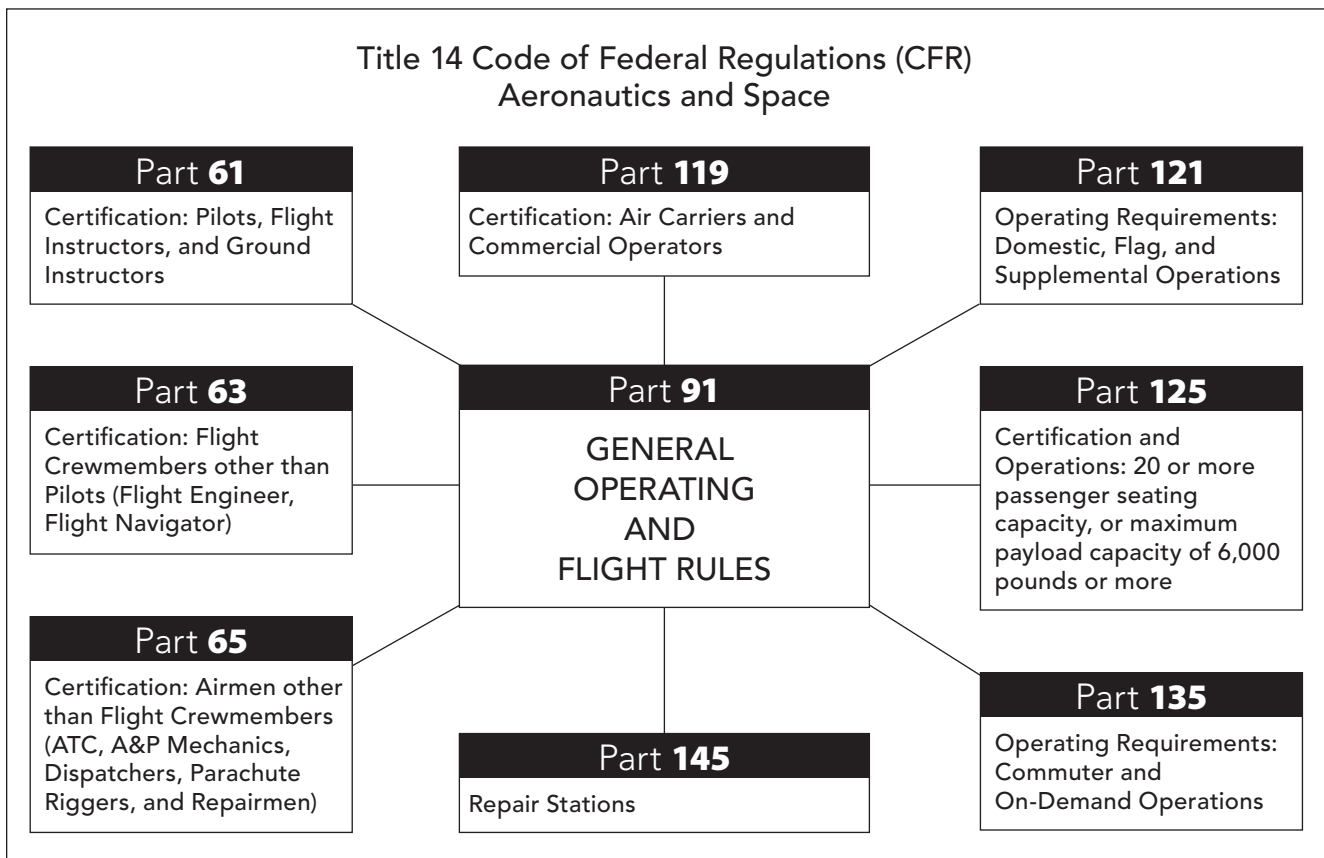 Title 14 Code of Federal Regulations (CFR)
Aeronautics and Space
Part 61
Certification: Pilots, Flight
Instructors, and Ground
Instructors
Part 119
Certification: Air Carriers and
Commercial Operators
Part 121
Operating Requirements:
Domestic, Flag, and
Supplemental Operations
Part 63
Certification: Flight
Crewmembers other than
Pilots (Flight Engineer,
Flight Navigator)
Part 91
GENERAL
OPERATING
AND
FLIGHT RULES
Part 125
Certification and
Operations: 20 or more
passenger seating
capacity, or maximum
payload capacity of 6,000
pounds or more
Part 65
Certification: Airmen other
than Flight Crewmembers
(ATC, A&P Mechanics,
Dispatchers, Parachute
Riggers, and Repairmen)
Part 145
Repair Stations
Part 135
Operating Requirements:
Commuter and
On-Demand Operations